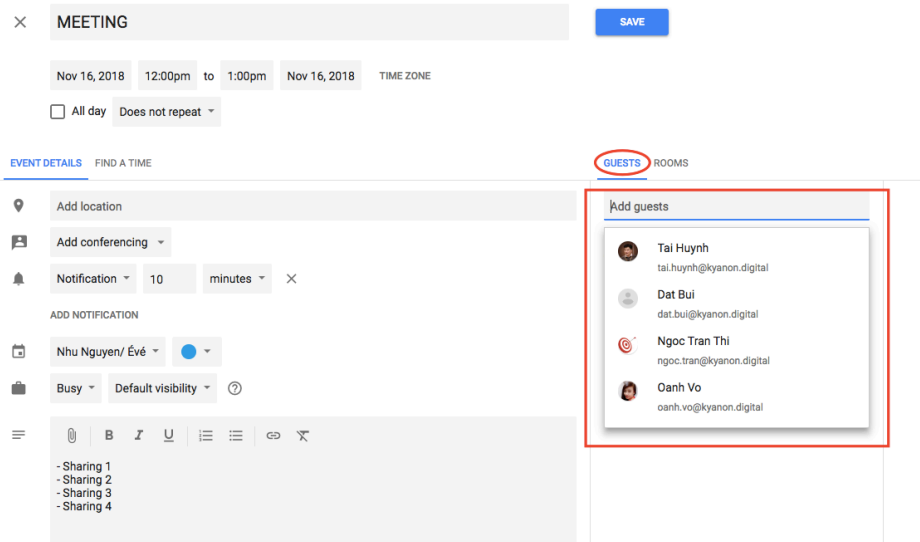 MEETING
SAVE
Nov 16, 2018 12:00pm to 1:00pm Nov 16, 2018 TIME ZONE
All day Does not repeat
EVENT DETAILS FIND A TIME
GUESTS ROOMS
Add location
Add conferencing
Notification 10 minutes
ADD NOTIFICATION
Nhu Nguyen/ Évé
Busy Default visibility
B I U
- Sharing 1
- Sharing 2
- Sharing 3
- Sharing 4
Add guests
Tai Huynh
tai.huynh@kyanon.digital
Dat Bui
dat.bui@kyanon.digital
Ngoc Tran Thi
ngoc.tran@kyanon.digital
Oanh Vo
oanh.vo@kyanon.digital